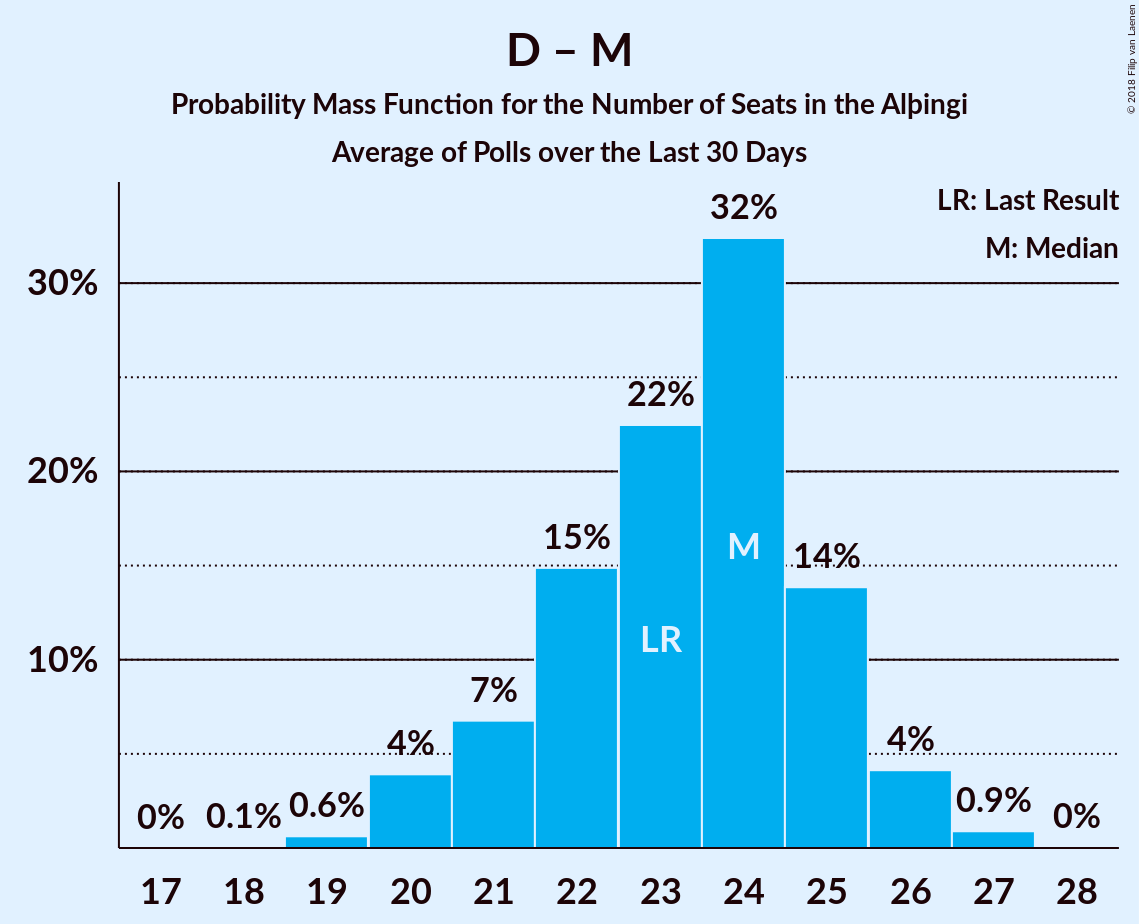 D – M
Probability Mass Function for the Number of Seats in the Alþingi
Average of Polls over the Last 30 Days
© 2018 Filip van Laenen
LR: Last Result
M: Median
30%
20%
10%
0%
0.1%
0.6%
4%
7%
15%
22%
32%
14%
4%
0.9%
0%
LR
M
17 18 19 20 21 22 23 24 25 26 27 28